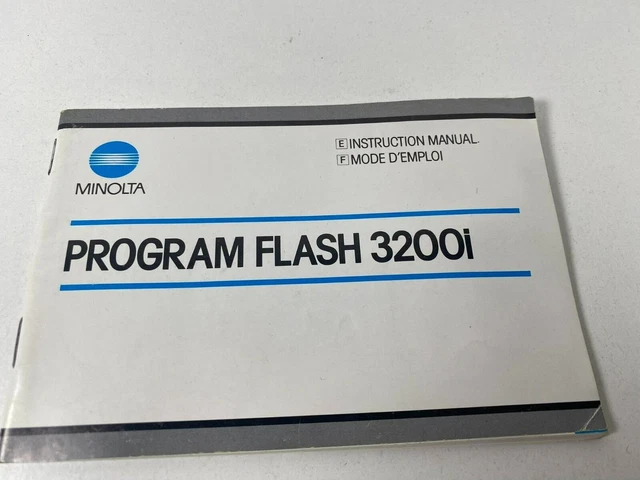 E INSTRUCTION MANUAL
F MODE D'EMPLOI
MINOLTA
PROGRAM FLASH 3200i